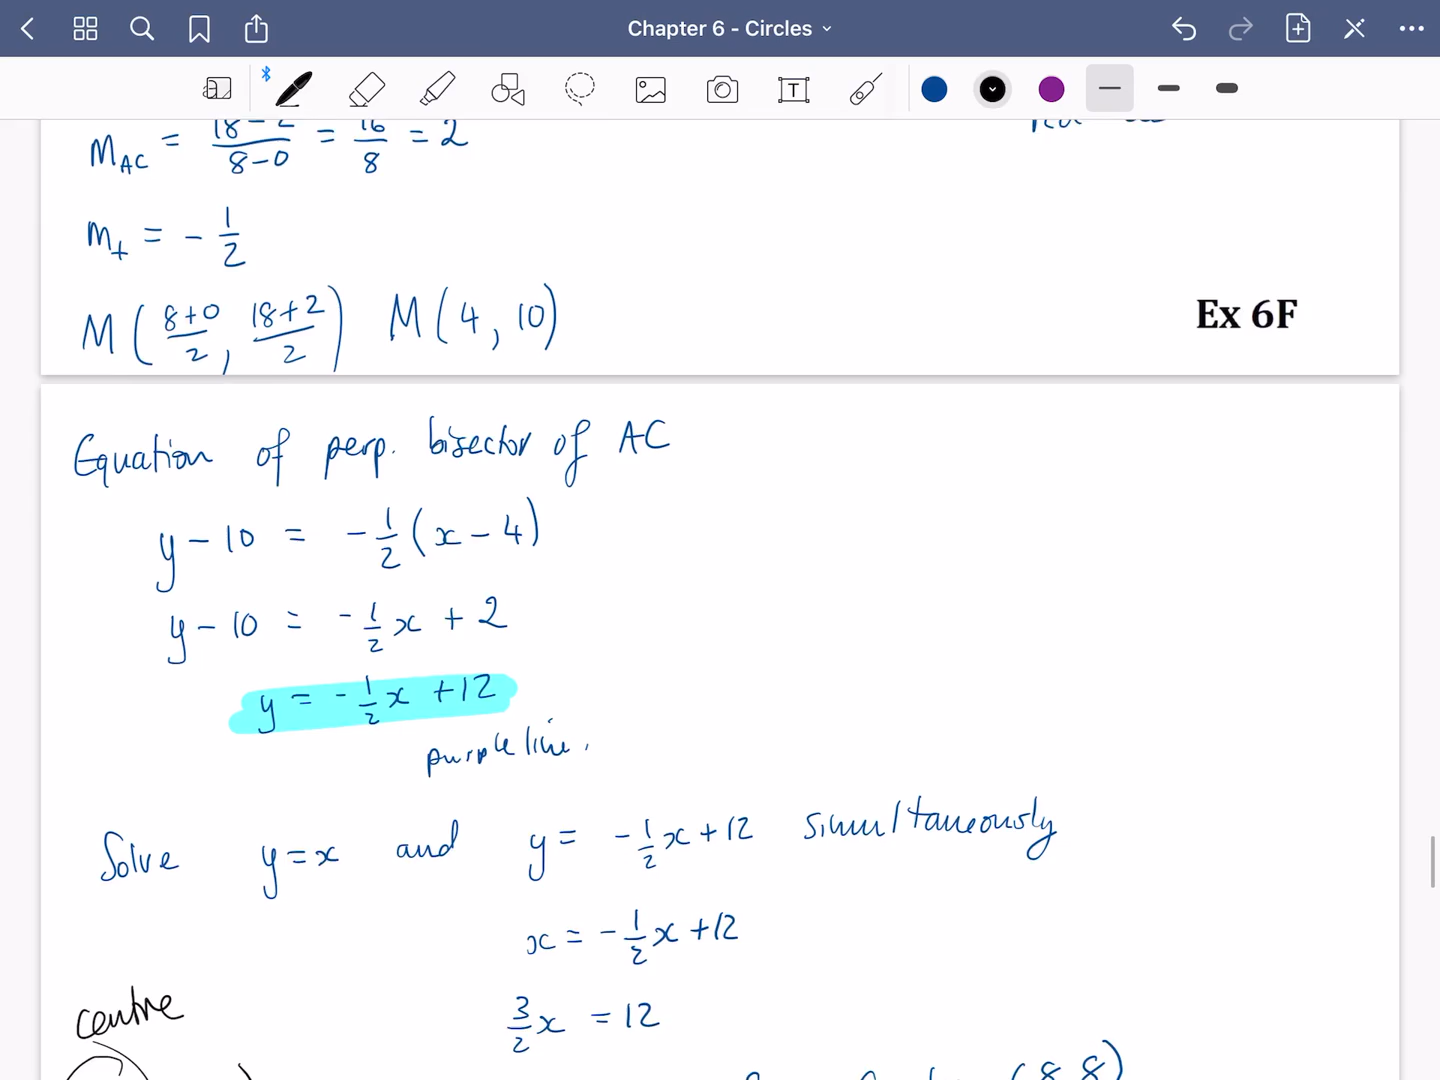 Chapter 6 - Circles
T
m_AC = (18-2)/(8-0) = 16/8 = 2
m_⊥ = -1/2
M((8+0)/2, (18+2)/2) M(4, 10)
Ex 6F
Equation of perp. bisector of AC
y - 10 = -1/2(x - 4)
y - 10 = -1/2x + 2
y = -1/2x + 12
purple line.
Solve y = x and y = -1/2x + 12 simultaneously
x = -1/2x + 12
centre
3/2x = 12
(8,8)